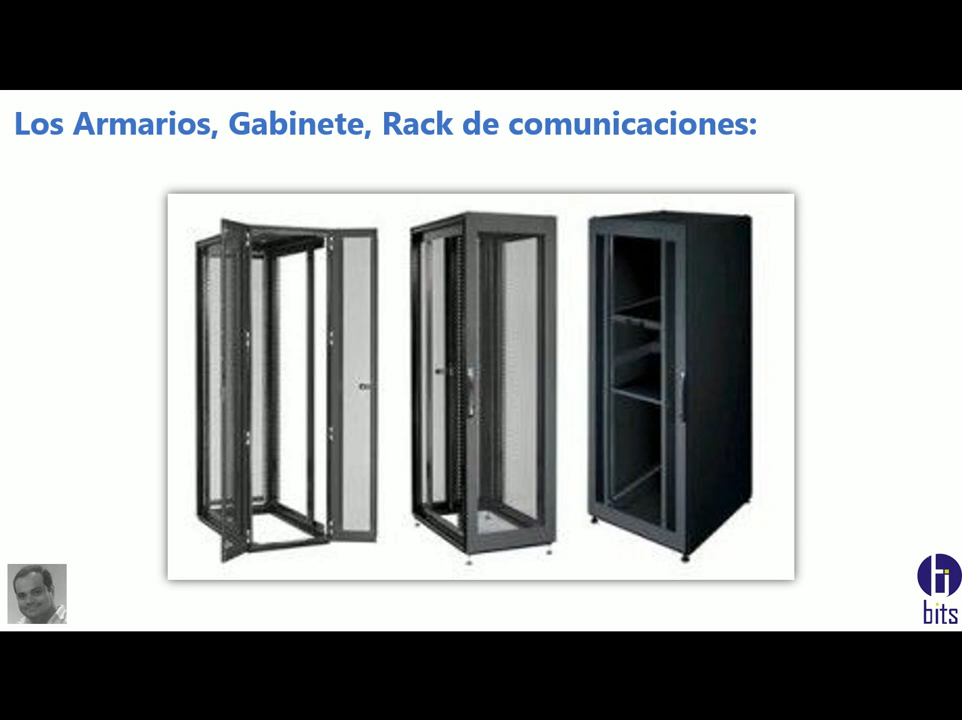 Los Armarios, Gabinete, Rack de comunicaciones:
bits